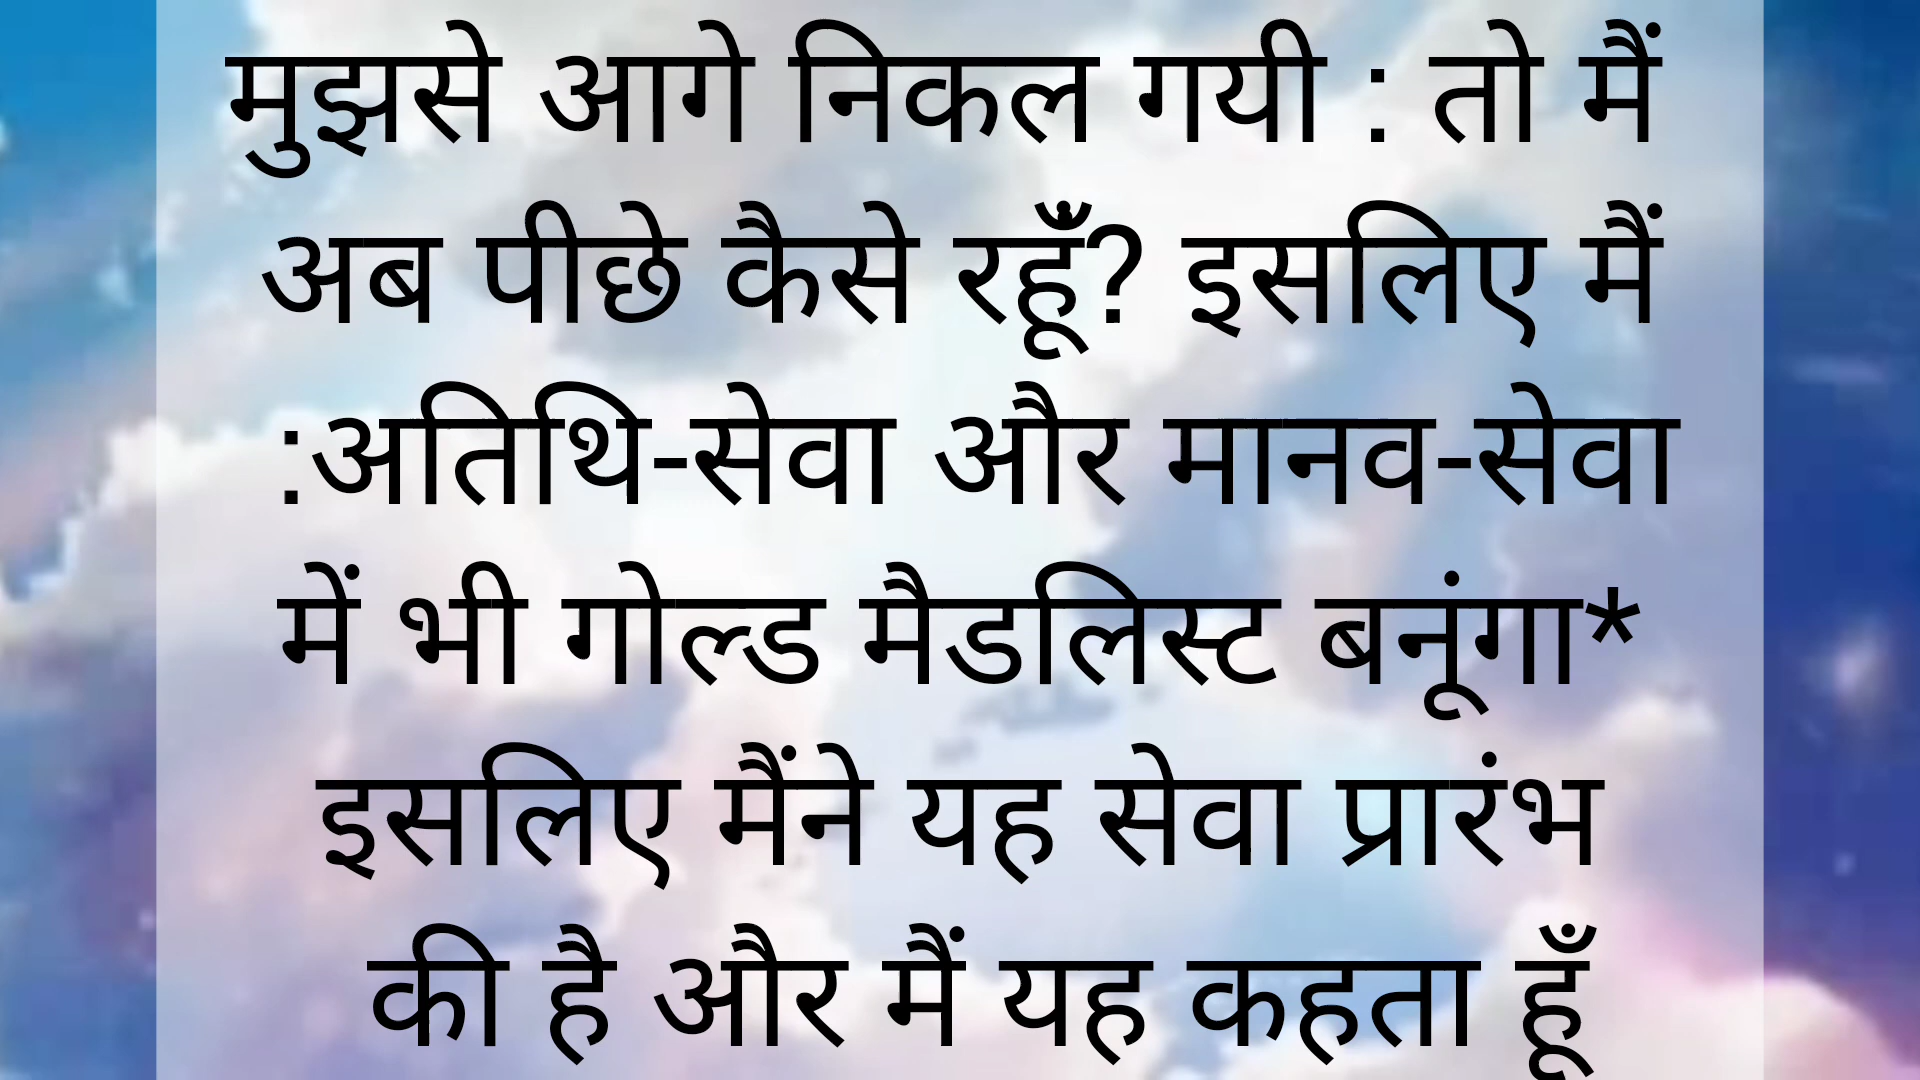 मुझसे आगे निकल गयी : तो मैं
अब पीछे कैसे रहूँ? इसलिए मैं
:अतिथि-सेवा और मानव-सेवा
में भी गोल्ड मैडलिस्ट बनूंगा*
इसलिए मैंने यह सेवा प्रारंभ
की है और मैं यह कहता हूँ